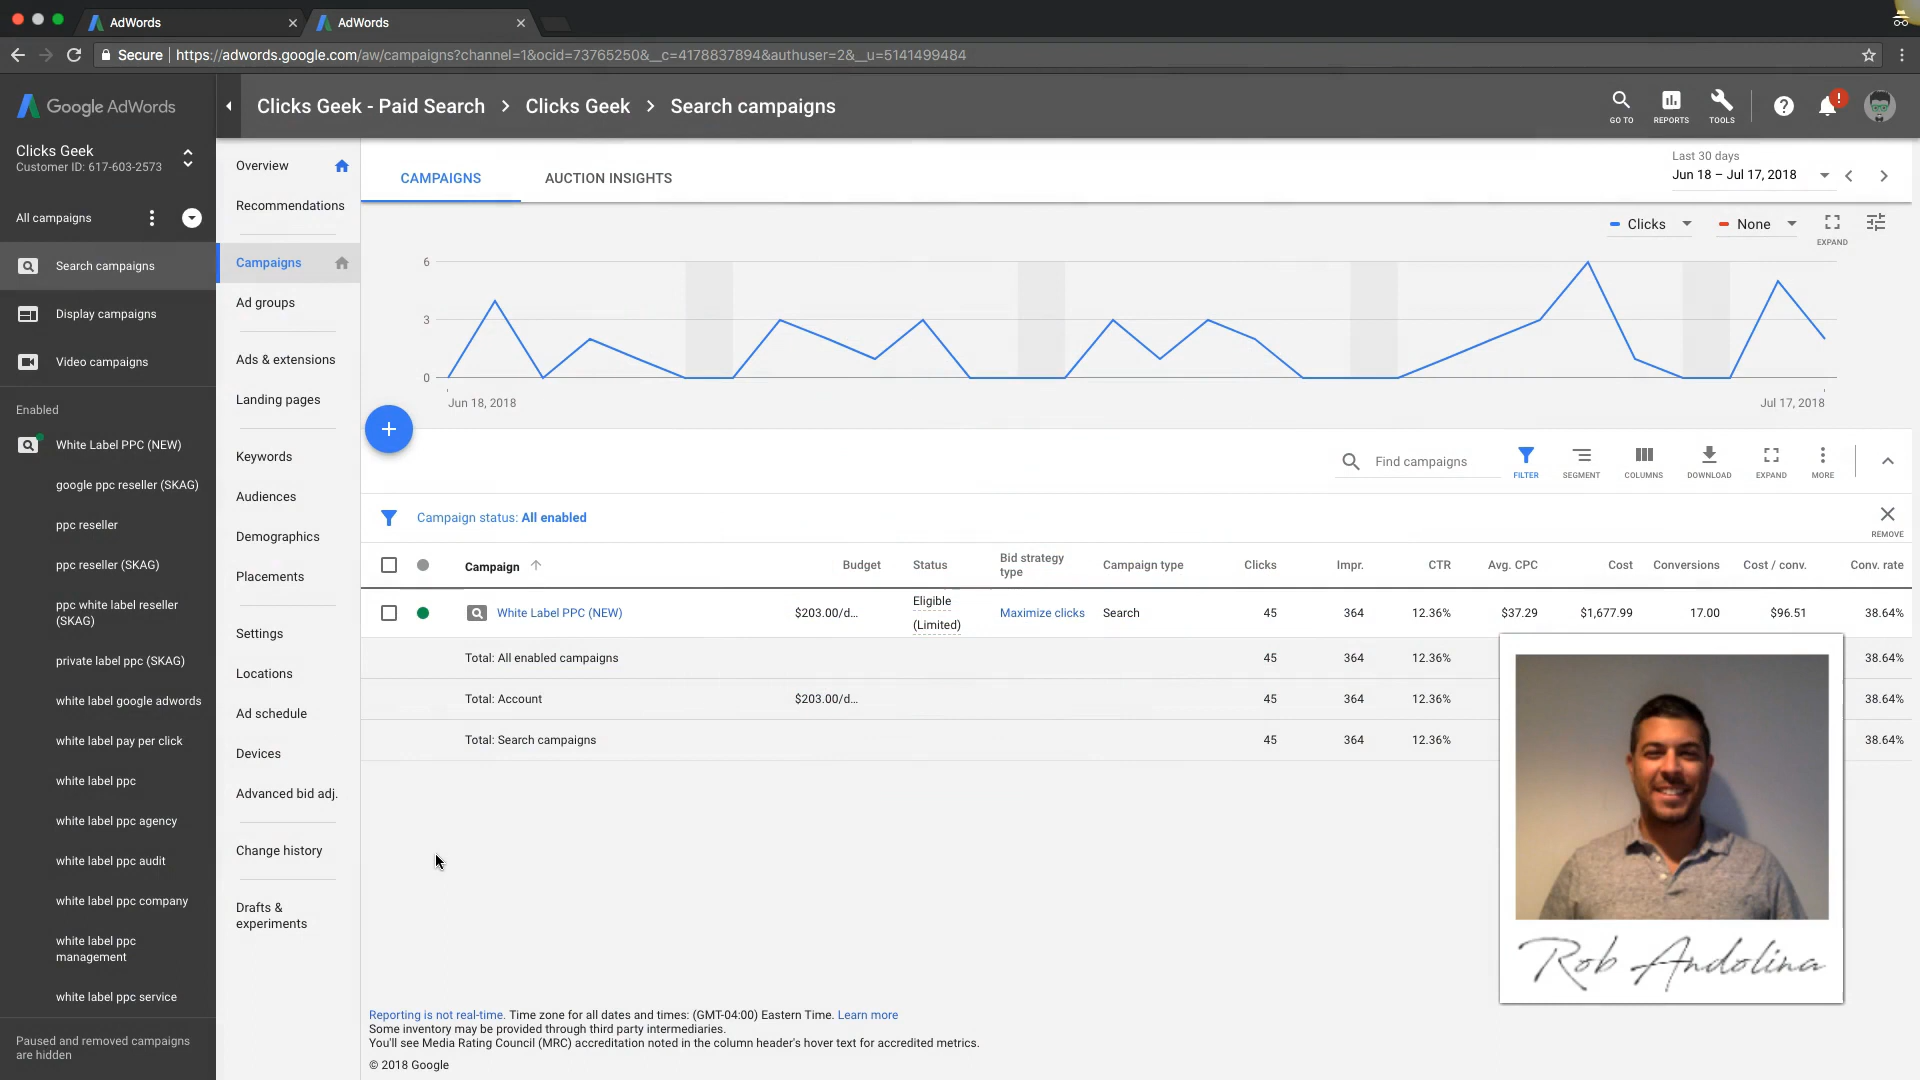 AdWords
AdWords
Secure | https://adwords.google.com/aw/campaigns?channel=1&ocid=73765250&__c=4178837894&authuser=2&__u=5141499484
Google AdWords
Clicks Geek - Paid Search > Clicks Geek > Search campaigns
GO TO
REPORTS
TOOLS
Clicks Geek
Customer ID: 617-603-2573
All campaigns
Search campaigns
Display campaigns
Video campaigns
Enabled
White Label PPC (NEW)
google ppc reseller (SKAG)
ppc reseller
ppc reseller (SKAG)
ppc white label reseller
(SKAG)
private label ppc (SKAG)
white label google adwords
white label pay per click
white label ppc
white label ppc agency
white label ppc audit
white label ppc company
white label ppc
management
white label ppc service
Paused and removed campaigns
are hidden
Overview
Recommendations
Campaigns
Ad groups
Ads & extensions
Landing pages
Keywords
Audiences
Demographics
Placements
Settings
Locations
Ad schedule
Devices
Advanced bid adj.
Change history
Drafts &
experiments
CAMPAIGNS
AUCTION INSIGHTS
Last 30 days
Jun 18 – Jul 17, 2018
Clicks
None
EXPAND
6
3
0
Jun 18, 2018
Jul 17, 2018
Find campaigns
FILTER
SEGMENT
COLUMNS
DOWNLOAD
EXPAND
MORE
Campaign status: All enabled
REMOVE
Campaign Budget Status Bid strategy type Campaign type Clicks Impr. CTR Avg. CPC Cost Conversions Cost / conv. Conv. rate
White Label PPC (NEW) $203.00/d... Eligible (Limited) Maximize clicks Search 45 364 12.36% $37.29 $1,677.99 17.00 $96.51 38.64%
Total: All enabled campaigns 45 364 12.36% 38.64%
Total: Account $203.00/d... 45 364 12.36% 38.64%
Total: Search campaigns 45 364 12.36% 38.64%
Rob Andolina
Reporting is not real-time. Time zone for all dates and times: (GMT-04:00) Eastern Time. Learn more
Some inventory may be provided through third party intermediaries.
You'll see Media Rating Council (MRC) accreditation noted in the column header's hover text for accredited metrics.
© 2018 Google